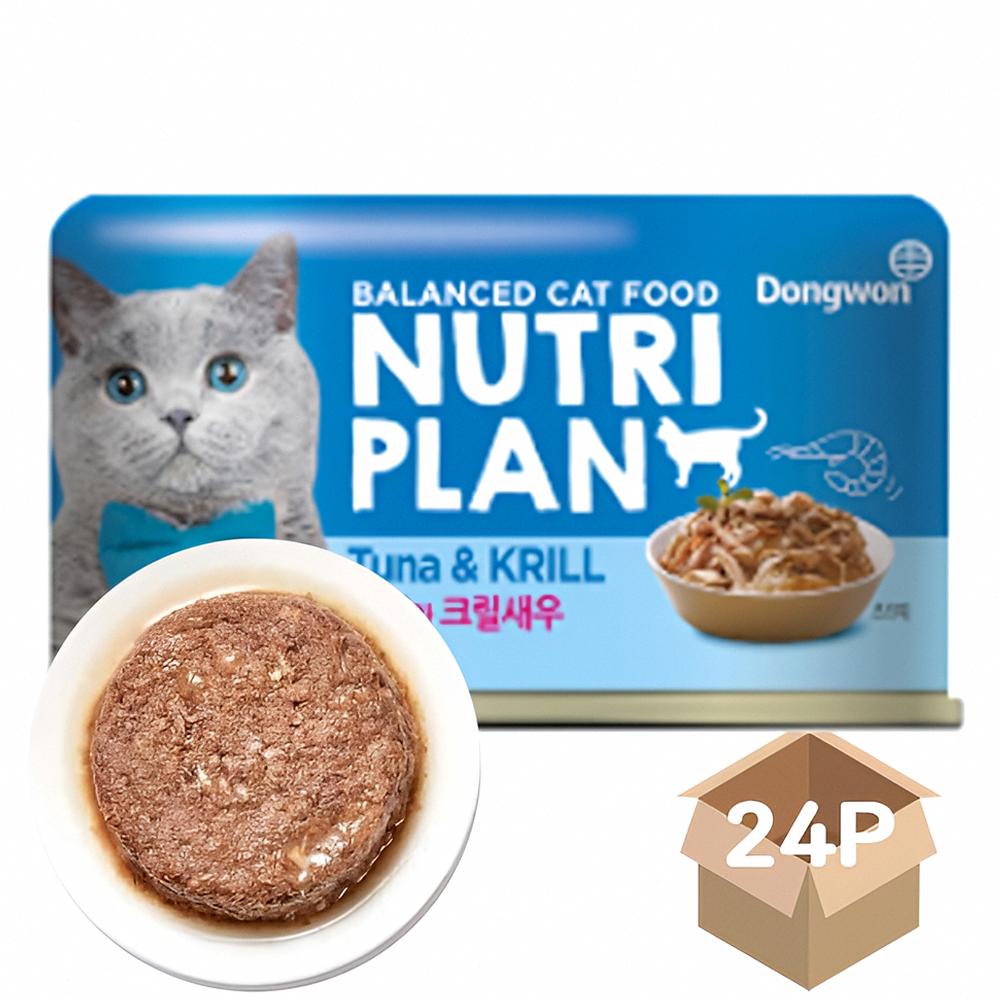 BALANCED CAT FOOD
Dongwon
NUTRI
PLAN
Tuna & KRILL
크릴새우
24P